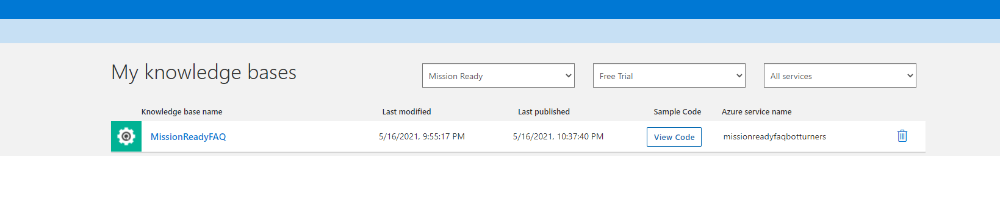 My knowledge bases
Mission Ready
Free Trial
All services
Knowledge base name
Last modified
Last published
Sample Code
Azure service name
MissionReadyFAQ
5/16/2021, 9:55:17 PM
5/16/2021, 10:37:40 PM
View Code
missionreadyfaqbotturners